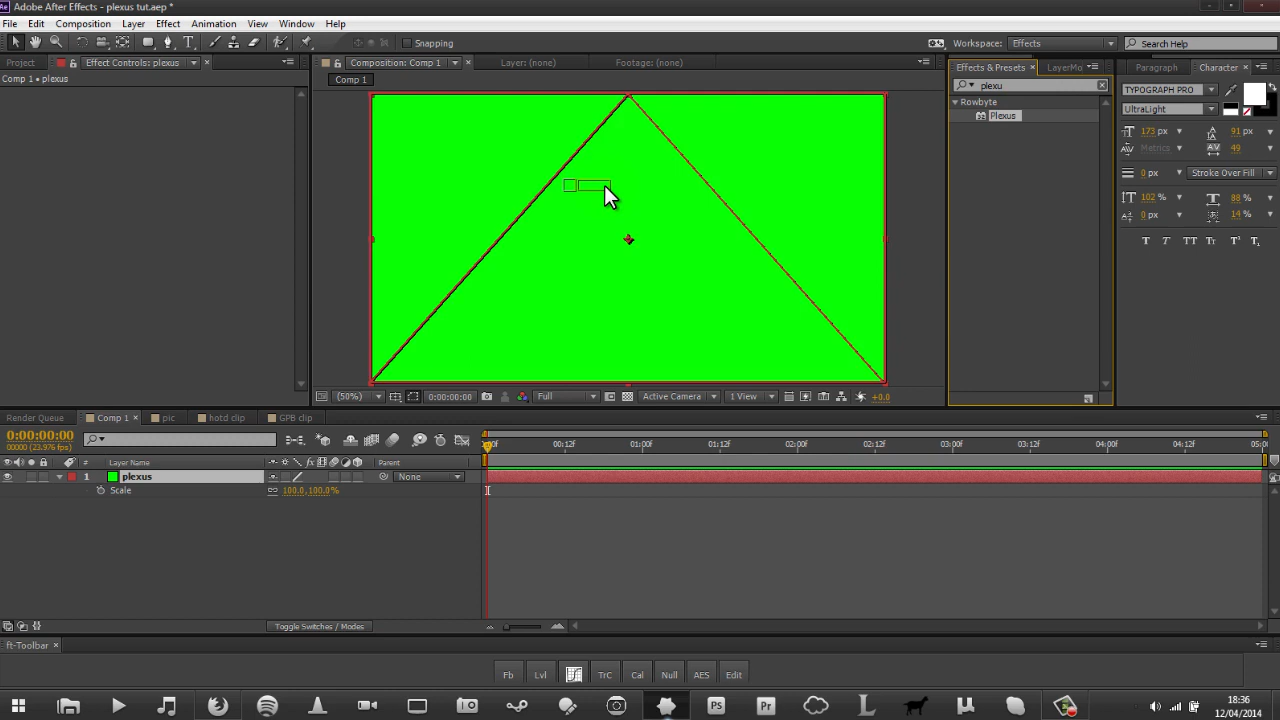 Ae Adobe After Effects - plexus tut.aep *
File Edit Composition Layer Effect Animation View Window Help
Snapping Workspace: Effects Search Help
Project Effect Controls: plexus Composition: Comp 1 Layer: (none) Footage: (none) Effects & Presets LayerMo Paragraph Character
Comp 1 • plexus
Comp 1
plexu
TYPOGRAPH PRO
Rowbyte
UltraLight
Plexus
173 px 91 px
Metrics 49
0 px Stroke Over Fill
102 % 88 %
0 px 14 %
T T TT Tт T¹ T₁
(50%) 0:00:00:00 Full Active Camera 1 View +0.0
Render Queue Comp 1 pic hotd clip GPB clip
0:00:00:00
00000 (23.976 fps)
00f 00:12f 01:00f 01:12f 02:00f 02:12f 03:00f 03:12f 04:00f 04:12f 05:00
# Layer Name Parent
1 plexus None
Scale 100.0,100.0%
Toggle Switches / Modes
ft-Toolbar
Fb Lvl TrC Cal Null AES Edit
PS Pr
18:36
12/04/2014